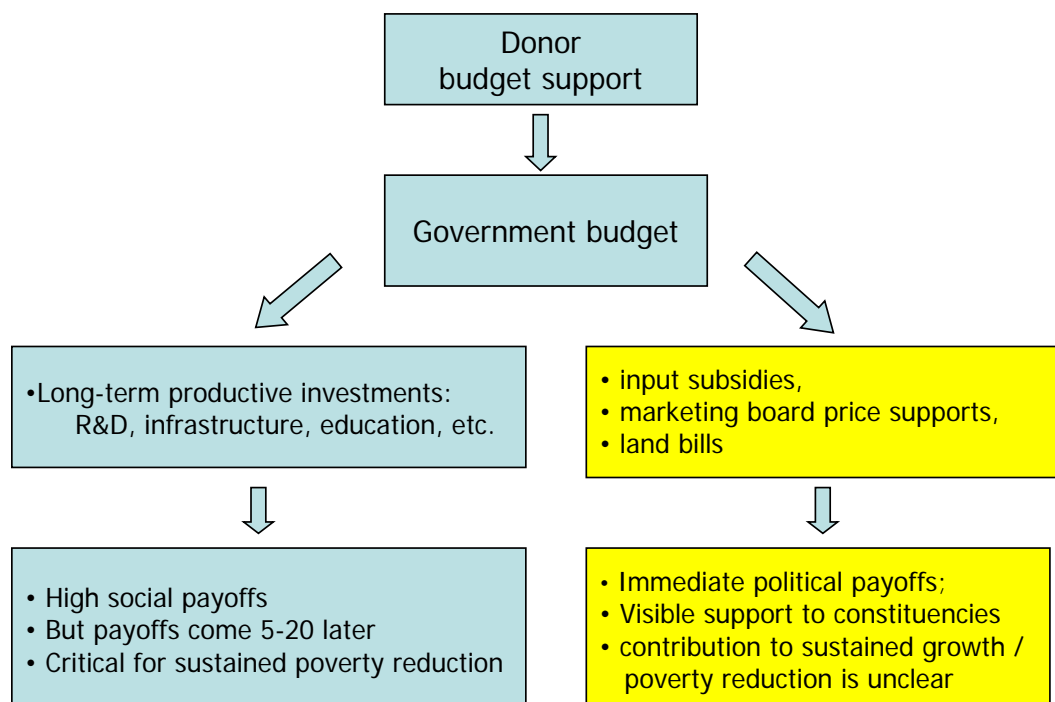 Donor
budget support
Government budget
•Long-term productive investments:
R&D, infrastructure, education, etc.
• input subsidies,
• marketing board price supports,
• land bills
• High social payoffs
• But payoffs come 5-20 later
• Critical for sustained poverty reduction
• Immediate political payoffs;
• Visible support to constituencies
• contribution to sustained growth /
poverty reduction is unclear